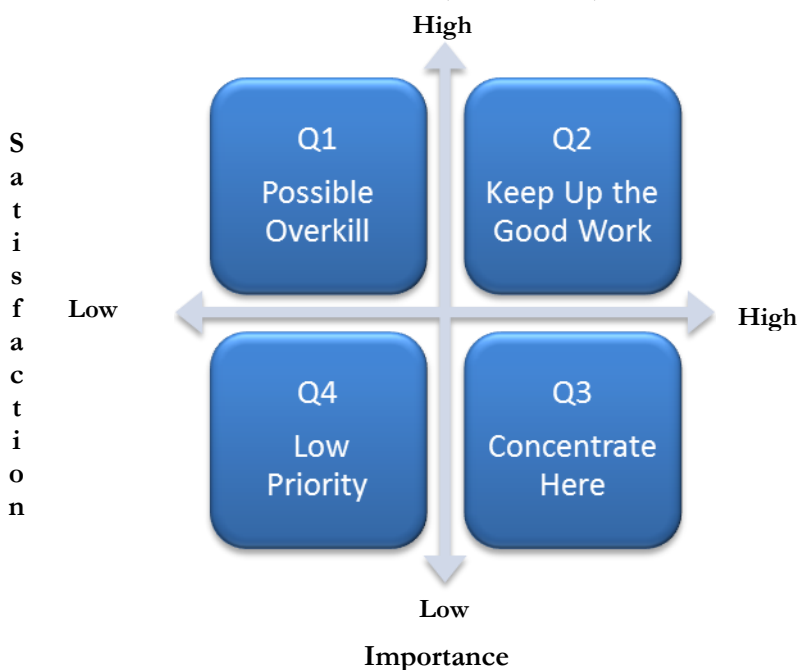 High
Q1
Possible
Overkill
Q2
Keep Up the
Good Work
Satisfaction
Low
High
Q4
Low
Priority
Q3
Concentrate
Here
Low
Importance